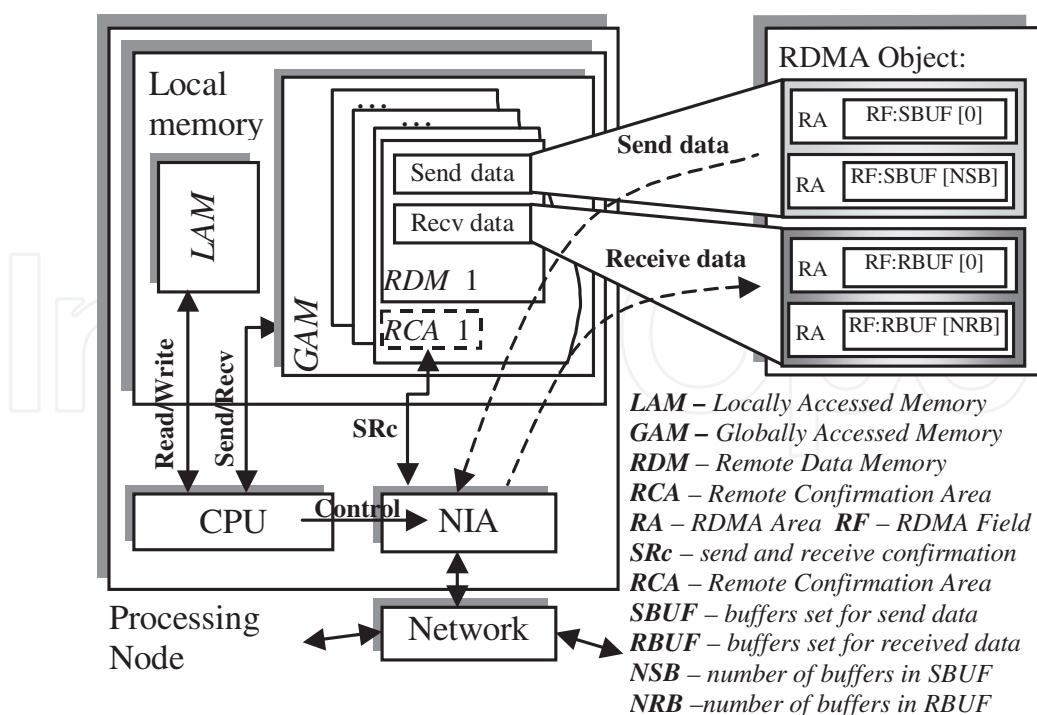 Local
memory
LAM
GAM
...
...
Send data
Recv data
RDM 1
RCA 1
Read/Write
Send/Recv
SRc
CPU
Control
NIA
Processing
Node
Network
Send data
Receive data
RDMA Object:
RA RF:SBUF [0]
RA RF:SBUF [NSB]
RA RF:RBUF [0]
RA RF:RBUF [NRB]
LAM – Locally Accessed Memory
GAM – Globally Accessed Memory
RDM – Remote Data Memory
RCA – Remote Confirmation Area
RA – RDMA Area RF – RDMA Field
SRc – send and receive confirmation
RCA – Remote Confirmation Area
SBUF – buffers set for send data
RBUF – buffers set for received data
NSB – number of buffers in SBUF
NRB –number of buffers in RBUF